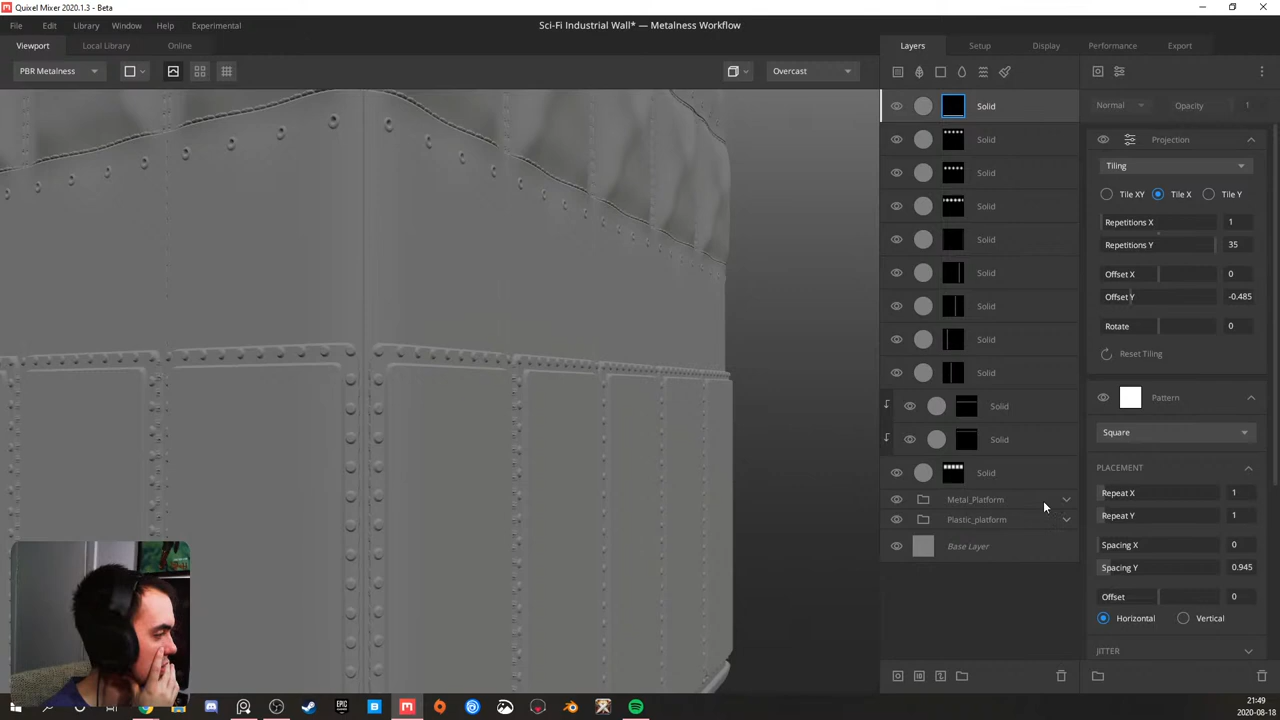 Quixel Mixer 2020.1.3 - Beta
File Edit Library Window Help Experimental
Sci-Fi Industrial Wall* — Metalness Workflow
Viewport Local Library Online
Layers Setup Display Performance Export
PBR Metalness
Overcast
Normal Opacity 1
Solid
Solid
Solid
Solid
Solid
Solid
Solid
Solid
Solid
Solid
Solid
Solid
Metal_Platform
Plastic_platform
Base Layer
Projection
Tiling
Tile XY Tile X Tile Y
Repetitions X 1
Repetitions Y 35
Offset X 0
Offset Y -0.485
Rotate 0
Reset Tiling
Pattern
Square
PLACEMENT
Repeat X 1
Repeat Y 1
Spacing X 0
Spacing Y 0.945
Offset 0
Horizontal Vertical
JITTER
21:49
2020-08-18